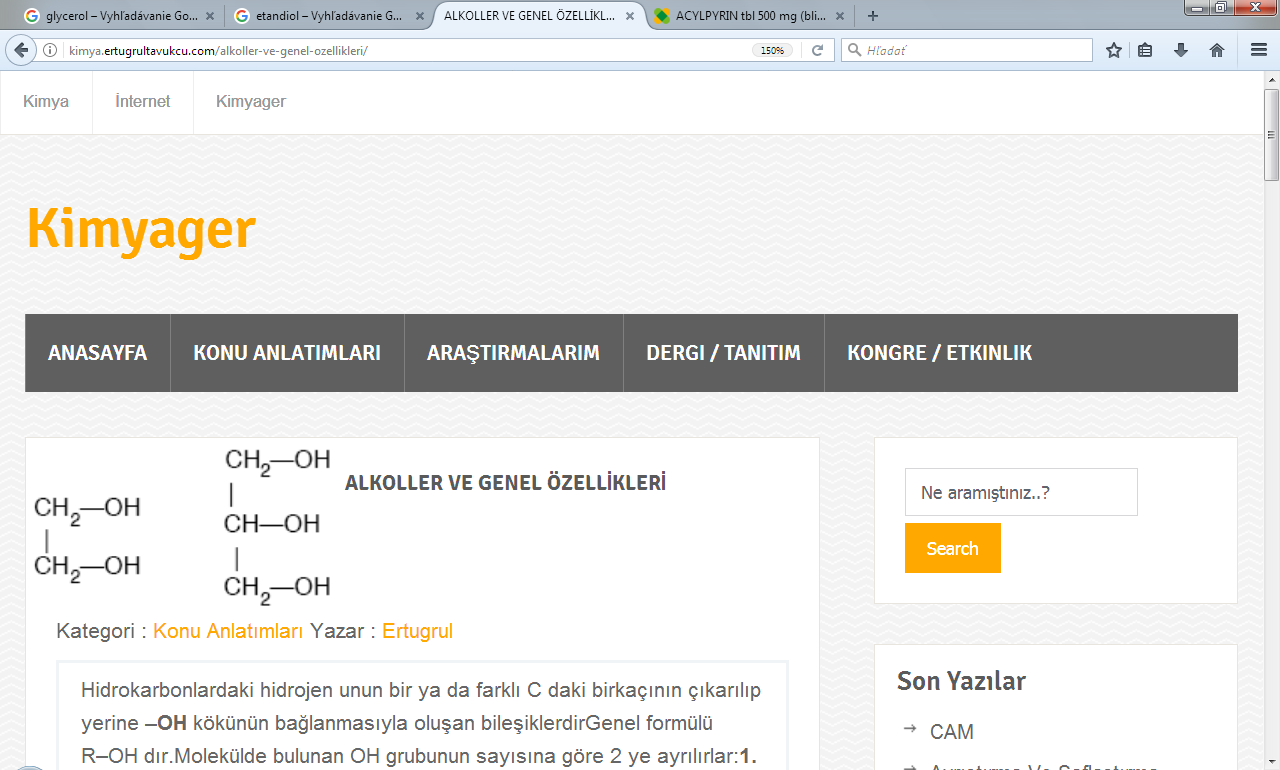 glycerol – Vyhľadávanie Go...
etandiol – Vyhľadávanie G...
ALKOLLER VE GENEL ÖZELLİKL...
ACYLPYRIN tbl 500 mg (bli...
kimya.ertugrultavukcu.com/alkoller-ve-genel-ozellikleri/
150%
Hľadať
Kimya İnternet Kimyager
Kimyager
ANASAYFA KONU ANLATIMLARI ARAŞTIRMALARIM DERGI / TANITIM KONGRE / ETKINLIK
CH2—OH
CH2—OH
CH2—OH
CH—OH
CH2—OH
ALKOLLER VE GENEL ÖZELLİKLERİ
Kategori : Konu Anlatımları Yazar : Ertugrul
Hidrokarbonlardaki hidrojen unun bir ya da farklı C daki birkaçının çıkarılıp
yerine –OH kökünün bağlanmasıyla oluşan bileşiklerdirGenel formülü
R–OH dır.Molekülde bulunan OH grubunun sayısına göre 2 ye ayrılırlar:1.
Ne aramıştınız..?
Search
Son Yazılar
CAM